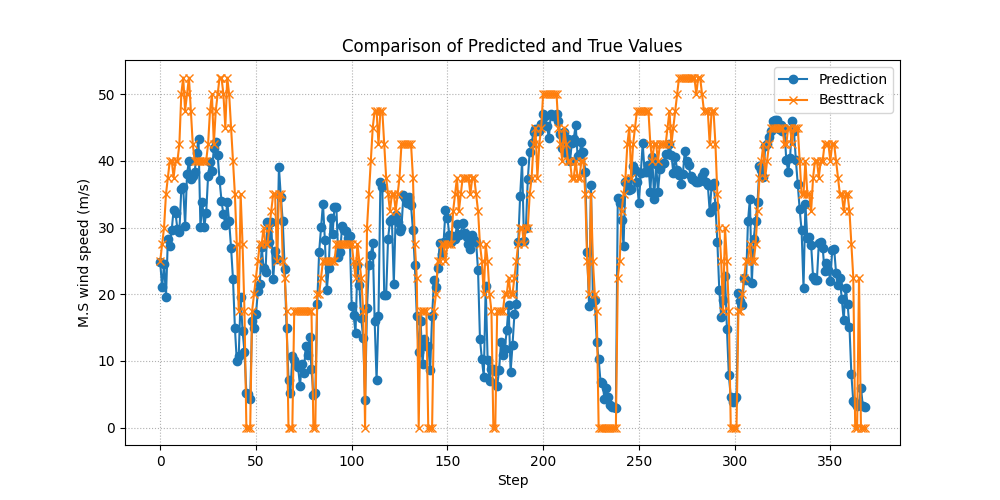 Comparison of Predicted and True Values
Prediction
Besttrack
M.S wind speed (m/s)
50
40
30
20
10
0
0 50 100 150 200 250 300 350
Step